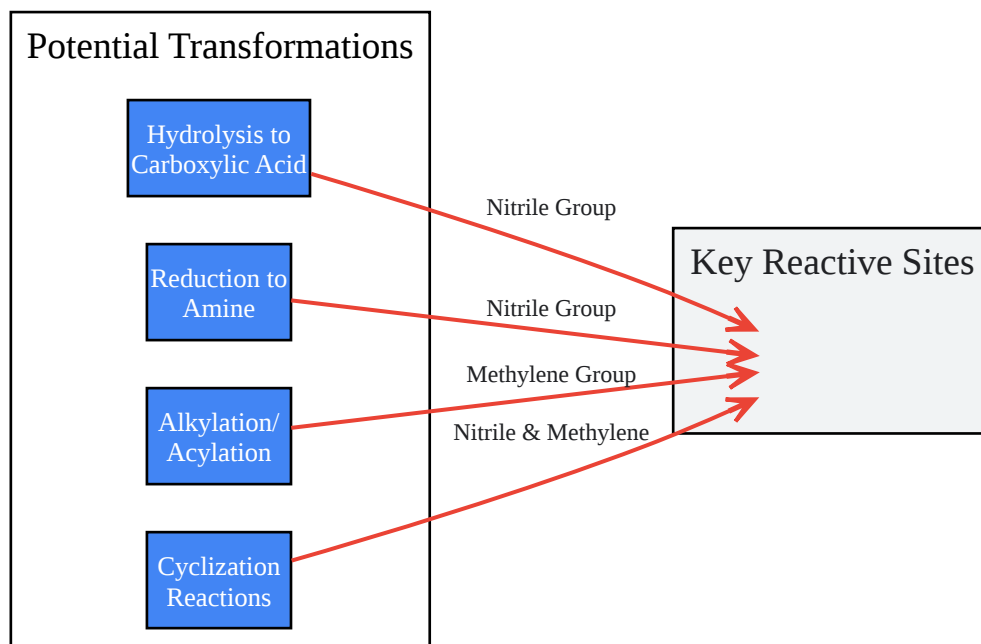 Potential Transformations
Hydrolysis to
Carboxylic Acid
Nitrile Group
Key Reactive Sites
Reduction to
Amine
Nitrile Group
Methylene Group
Alkylation/
Acylation
Nitrile & Methylene
Cyclization
Reactions